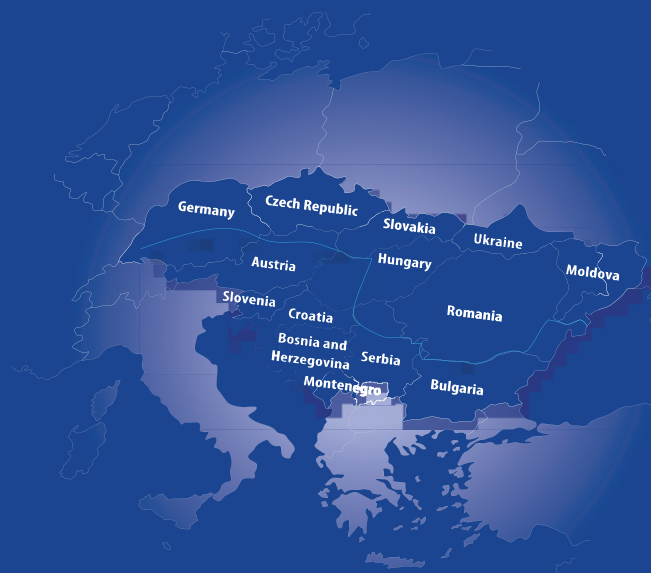 Germany
Czech Republic
Slovakia
Ukraine
Austria
Hungary
Moldova
Slovenia
Croatia
Romania
Bosnia and
Herzegovina
Serbia
Montenegro
Bulgaria